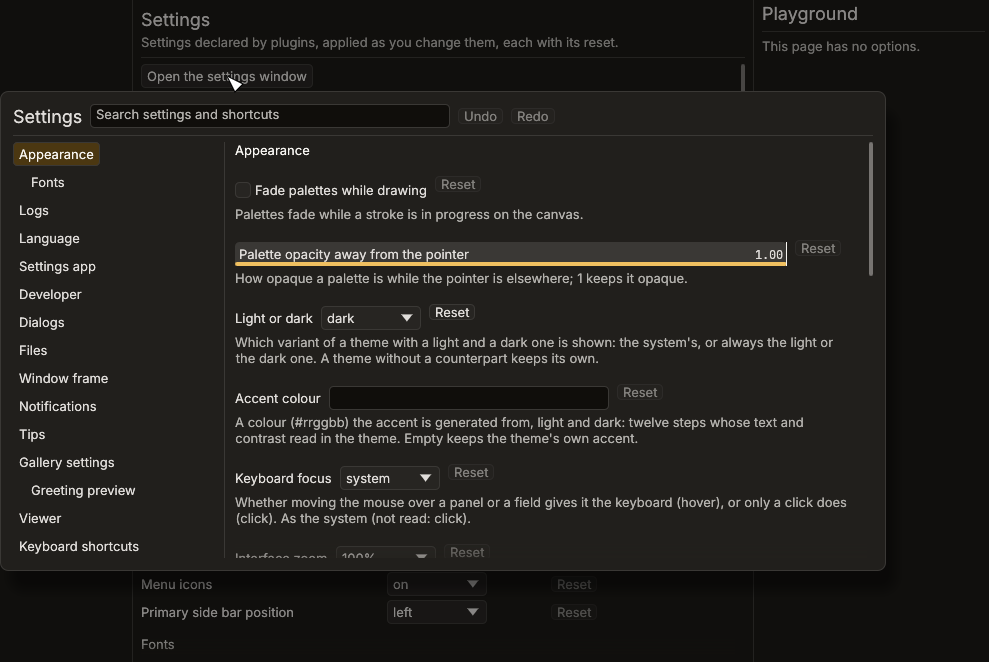 Settings
Settings declared by plugins, applied as you change them, each with its reset.
Open the settings window
Playground
This page has no options.
Settings
Search settings and shortcuts
Undo
Redo
Appearance
Fonts
Logs
Language
Settings app
Developer
Dialogs
Files
Window frame
Notifications
Tips
Gallery settings
Greeting preview
Viewer
Keyboard shortcuts
Appearance
Fade palettes while drawing Reset
Palettes fade while a stroke is in progress on the canvas.
Palette opacity away from the pointer 1.00 Reset
How opaque a palette is while the pointer is elsewhere; 1 keeps it opaque.
Light or dark dark Reset
Which variant of a theme with a light and a dark one is shown: the system's, or always the light or
the dark one. A theme without a counterpart keeps its own.
Accent colour Reset
A colour (#rrggbb) the accent is generated from, light and dark: twelve steps whose text and
contrast read in the theme. Empty keeps the theme's own accent.
Keyboard focus system Reset
Whether moving the mouse over a panel or a field gives it the keyboard (hover), or only a click does
(click). As the system (not read: click).
Interface zoom 100% Reset
Menu icons on Reset
Primary side bar position left Reset
Fonts